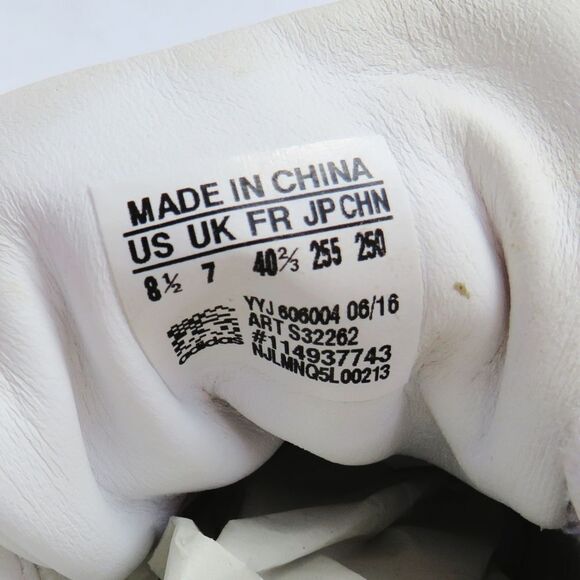 MADE IN CHINA
US UK FR JP CHN
8½ 7 40⅔ 255 250
YYJ 606004 06/16
ART S32262
#114937743
NJLMNQ5L00213